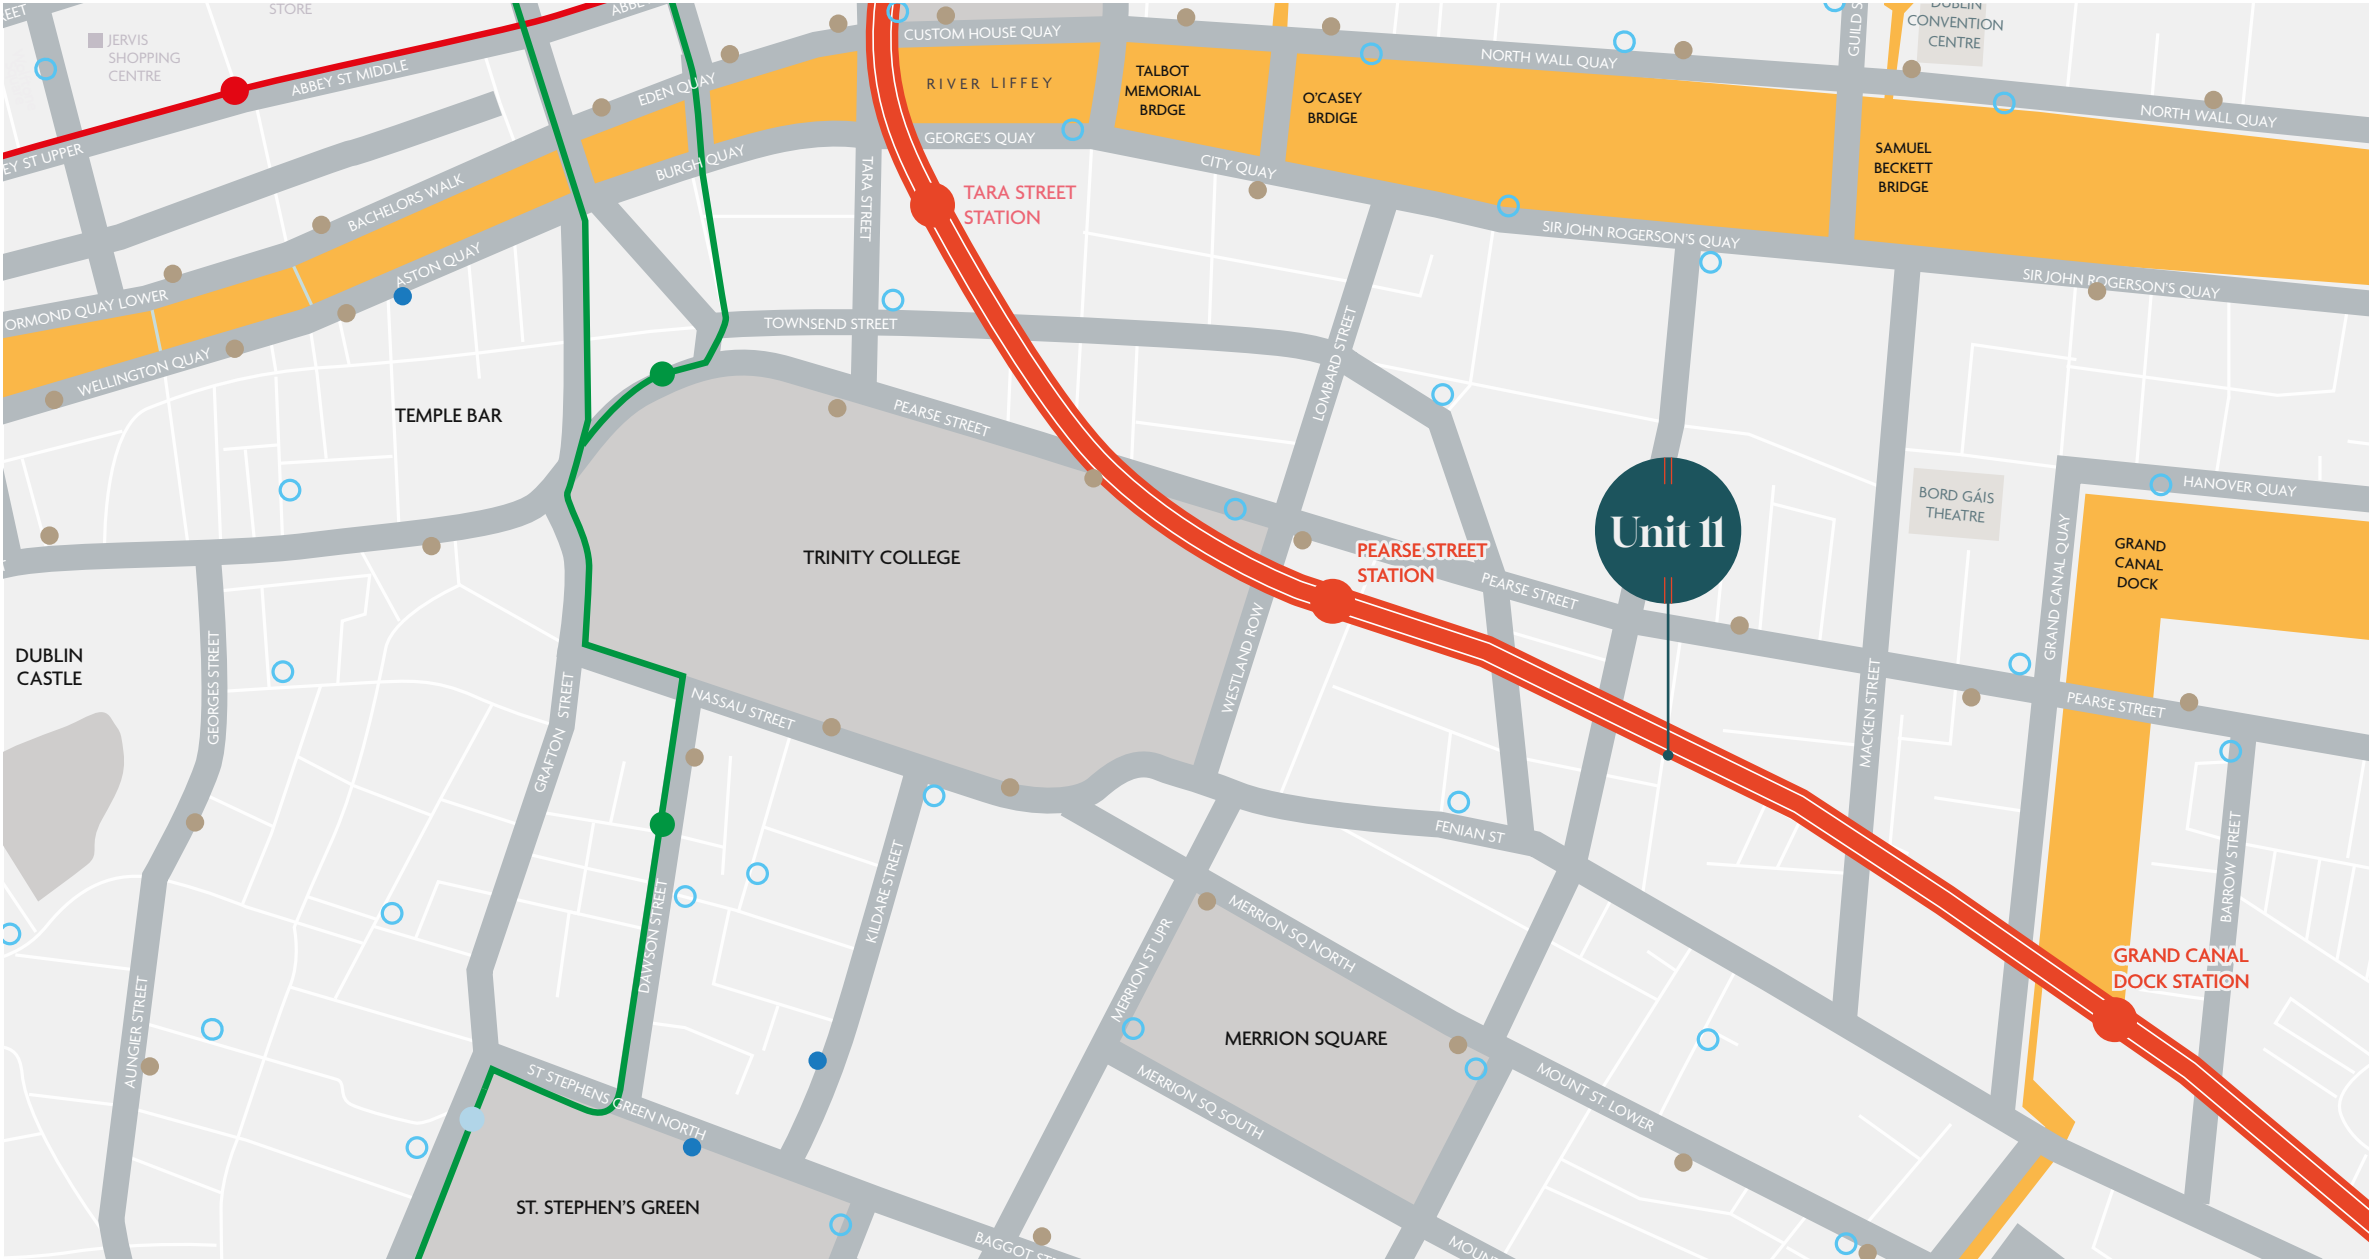 STORE
JERVIS
SHOPPING
CENTRE
ABBEY ST MIDDLE
EY ST UPPER
EDEN QUAY
CUSTOM HOUSE QUAY
RIVER LIFFEY
GEORGE'S QUAY
BURGH QUAY
BACHELORS WALK
ASTON QUAY
ORMOND QUAY LOWER
WELLINGTON QUAY
TALBOT
MEMORIAL
BRDGE
O'CASEY
BRDIGE
CITY QUAY
NORTH WALL QUAY
GUILD S
DUBLIN
CONVENTION
CENTRE
NORTH WALL QUAY
SAMUEL
BECKETT
BRIDGE
SIR JOHN ROGERSON'S QUAY
SIR JOHN ROGERSON'S QUAY
TARA STREET
TARA STREET
STATION
TOWNSEND STREET
LOMBARD STREET
TEMPLE BAR
PEARSE STREET
TRINITY COLLEGE
PEARSE STREET
STATION
PEARSE STREET
Unit 11
BORD GÁIS
THEATRE
HANOVER QUAY
GRAND CANAL QUAY
GRAND
CANAL
DOCK
PEARSE STREET
MACKEN STREET
WESTLAND ROW
DUBLIN
CASTLE
GEORGES STREET
GRAFTON STREET
NASSAU STREET
FENIAN ST
KILDARE STREET
DAWSON STREET
BARROW STREET
GRAND CANAL
DOCK STATION
MERRION SQ NORTH
MERRION ST UPR
MERRION SQUARE
MERRION SQ SOUTH
MOUNT ST. LOWER
AUNGIER STREET
ST STEPHENS GREEN NORTH
ST. STEPHEN'S GREEN
BAGGOT ST
MOUN